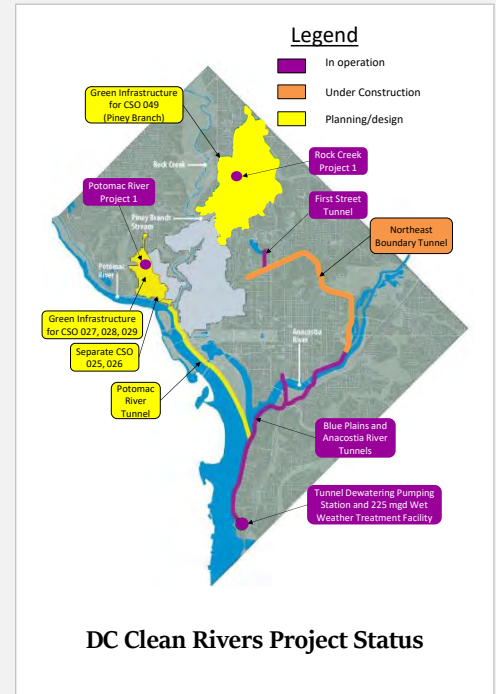 Legend
In operation
Under Construction
Planning/design
Green Infrastructure
for CSO 049
(Piney Branch)
Rock Creek
Rock Creek
Project 1
Potomac River
Project 1
First Street
Tunnel
Piney Branch
Stream
Northeast
Boundary Tunnel
Potomac
River
Green Infrastructure
for CSO 027, 028, 029
Separate CSO
025, 026
Anacostia
River
Potomac
River
Tunnel
Blue Plains and
Anacostia River
Tunnels
Tunnel Dewatering Pumping
Station and 225 mgd Wet
Weather Treatment Facility
DC Clean Rivers Project Status